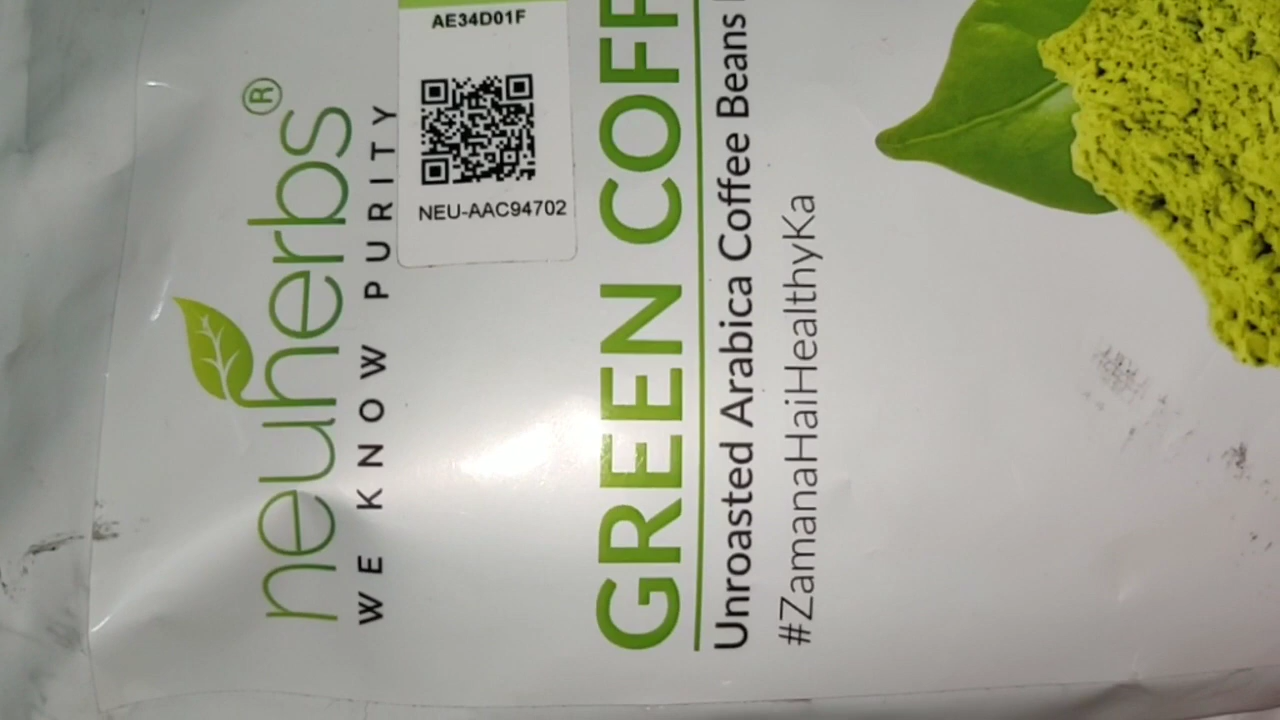 neuherbs®
WE KNOW PURITY
AE34D01F
NEU-AAC94702
GREEN COFF
Unroasted Arabica Coffee Beans
#ZamanaHaiHealthyKa